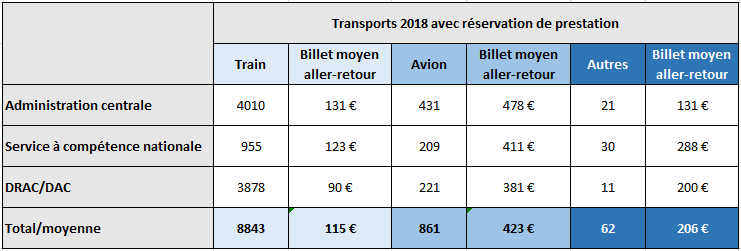 Transports 2018 avec réservation de prestation
Train Billet moyen aller-retour Avion Billet moyen aller-retour Autres Billet moyen aller-retour
Administration centrale 4010 131 € 431 478 € 21 131 €
Service à compétence nationale 955 123 € 209 411 € 30 288 €
DRAC/DAC 3878 90 € 221 381 € 11 200 €
Total/moyenne 8843 115 € 861 423 € 62 206 €